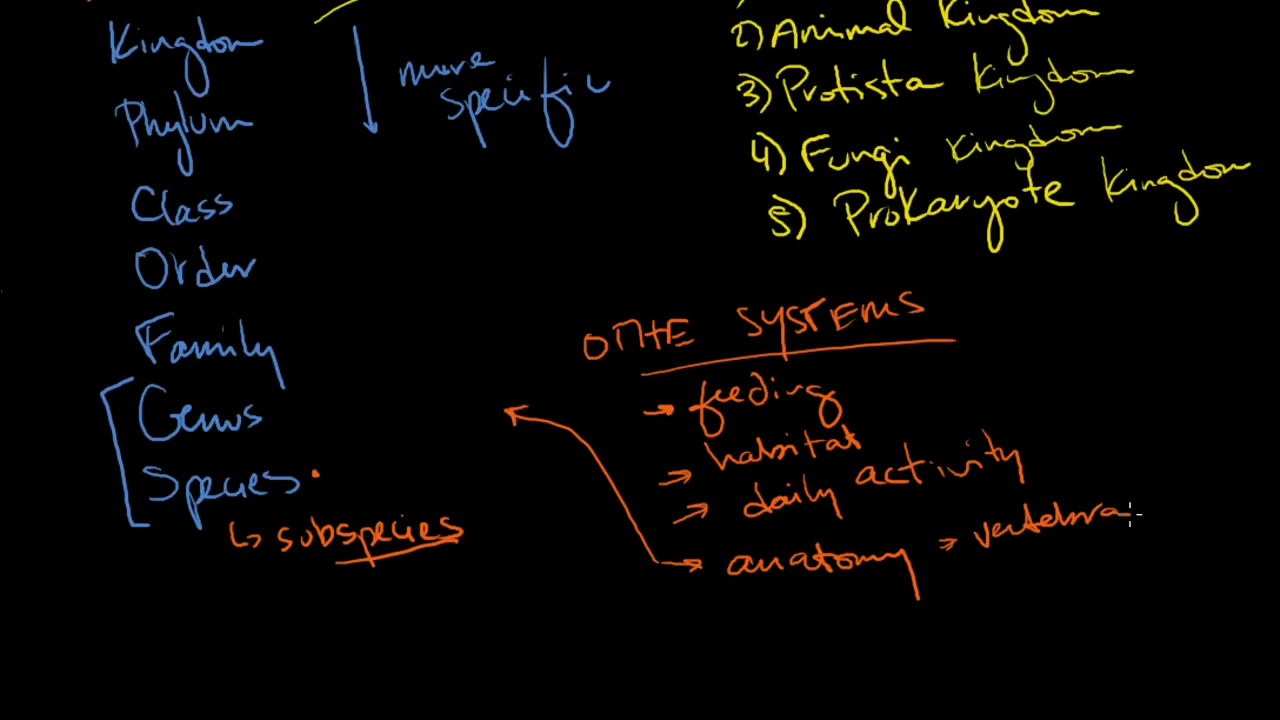 Kingdom
Phylum
Class
Order
Family
Genus
Species
↳ subspecies
more
specific
2) Animal Kingdom
3) Protista Kingdom
4) Fungi Kingdom
5) Prokaryote Kingdom
SYSTEMS
→ feeding
→ habitat
→ daily activity
→ anatomy → vertebra